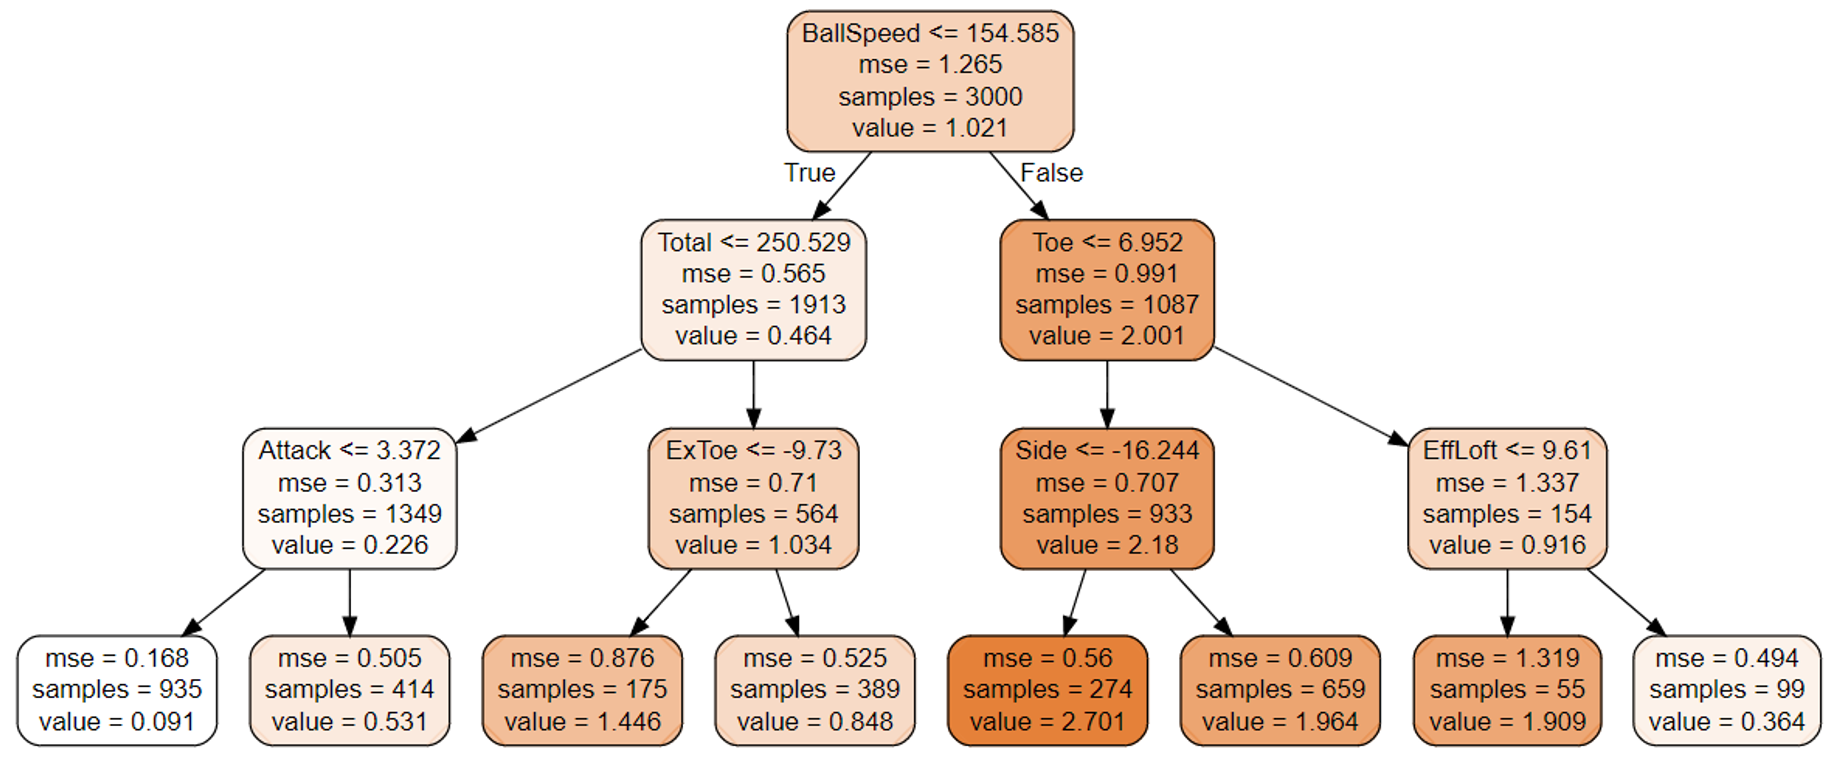 BallSpeed <= 154.585
mse = 1.265
samples = 3000
value = 1.021
True
False
Total <= 250.529
mse = 0.565
samples = 1913
value = 0.464
Toe <= 6.952
mse = 0.991
samples = 1087
value = 2.001
Attack <= 3.372
mse = 0.313
samples = 1349
value = 0.226
ExToe <= -9.73
mse = 0.71
samples = 564
value = 1.034
Side <= -16.244
mse = 0.707
samples = 933
value = 2.18
EffLoft <= 9.61
mse = 1.337
samples = 154
value = 0.916
mse = 0.168
samples = 935
value = 0.091
mse = 0.505
samples = 414
value = 0.531
mse = 0.876
samples = 175
value = 1.446
mse = 0.525
samples = 389
value = 0.848
mse = 0.56
samples = 274
value = 2.701
mse = 0.609
samples = 659
value = 1.964
mse = 1.319
samples = 55
value = 1.909
mse = 0.494
samples = 99
value = 0.364